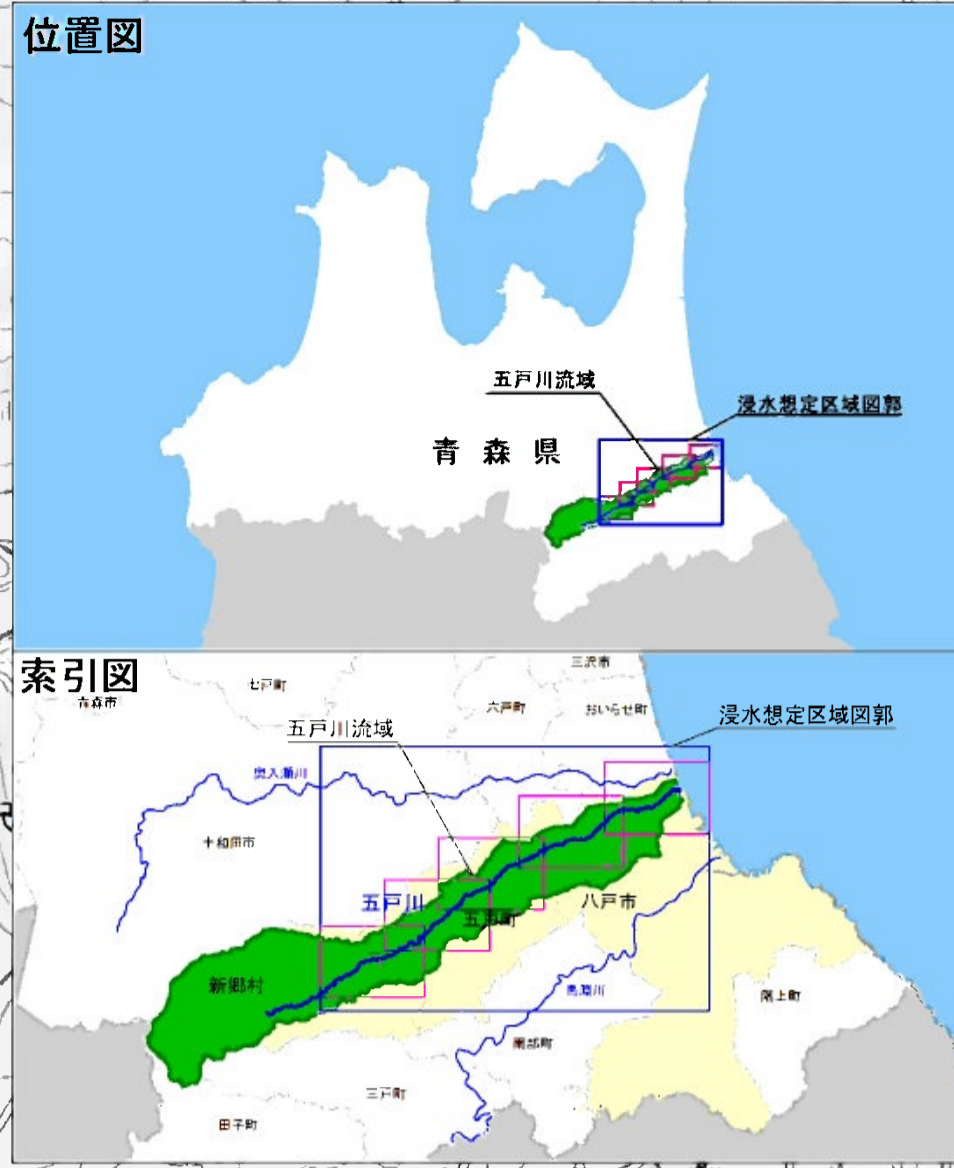 位置図
五戸川流域
浸水想定区域図郭
青森県
索引図
三沢市
七戸町
六戸町
おいらせ町
浸水想定区域図郭
五戸川流域
奥入瀬川
十和田市
五戸川
八戸市
五戸町
新郷村
馬淵川
階上町
南部町
三戸町
田子町